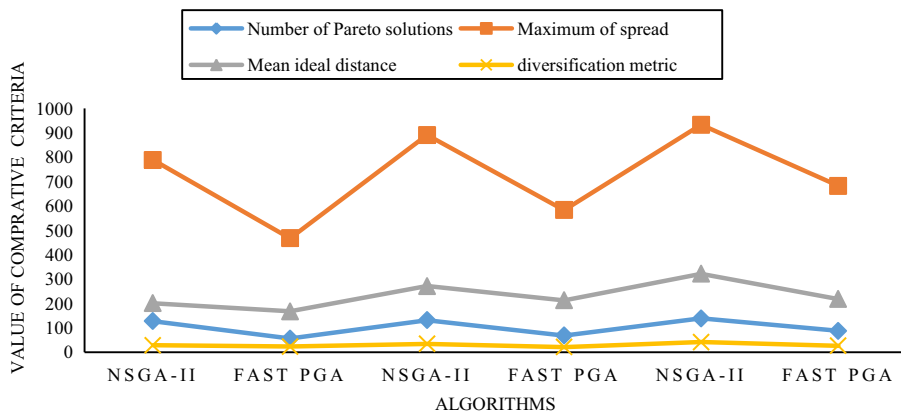 Number of Pareto solutions
Maximum of spread
Mean ideal distance
diversification metric
VALUE OF COMPRATIVE CRITERIA
1000
900
800
700
600
500
400
300
200
100
0
NSGA-II
FAST PGA
NSGA-II
FAST PGA
NSGA-II
FAST PGA
ALGORITHMS